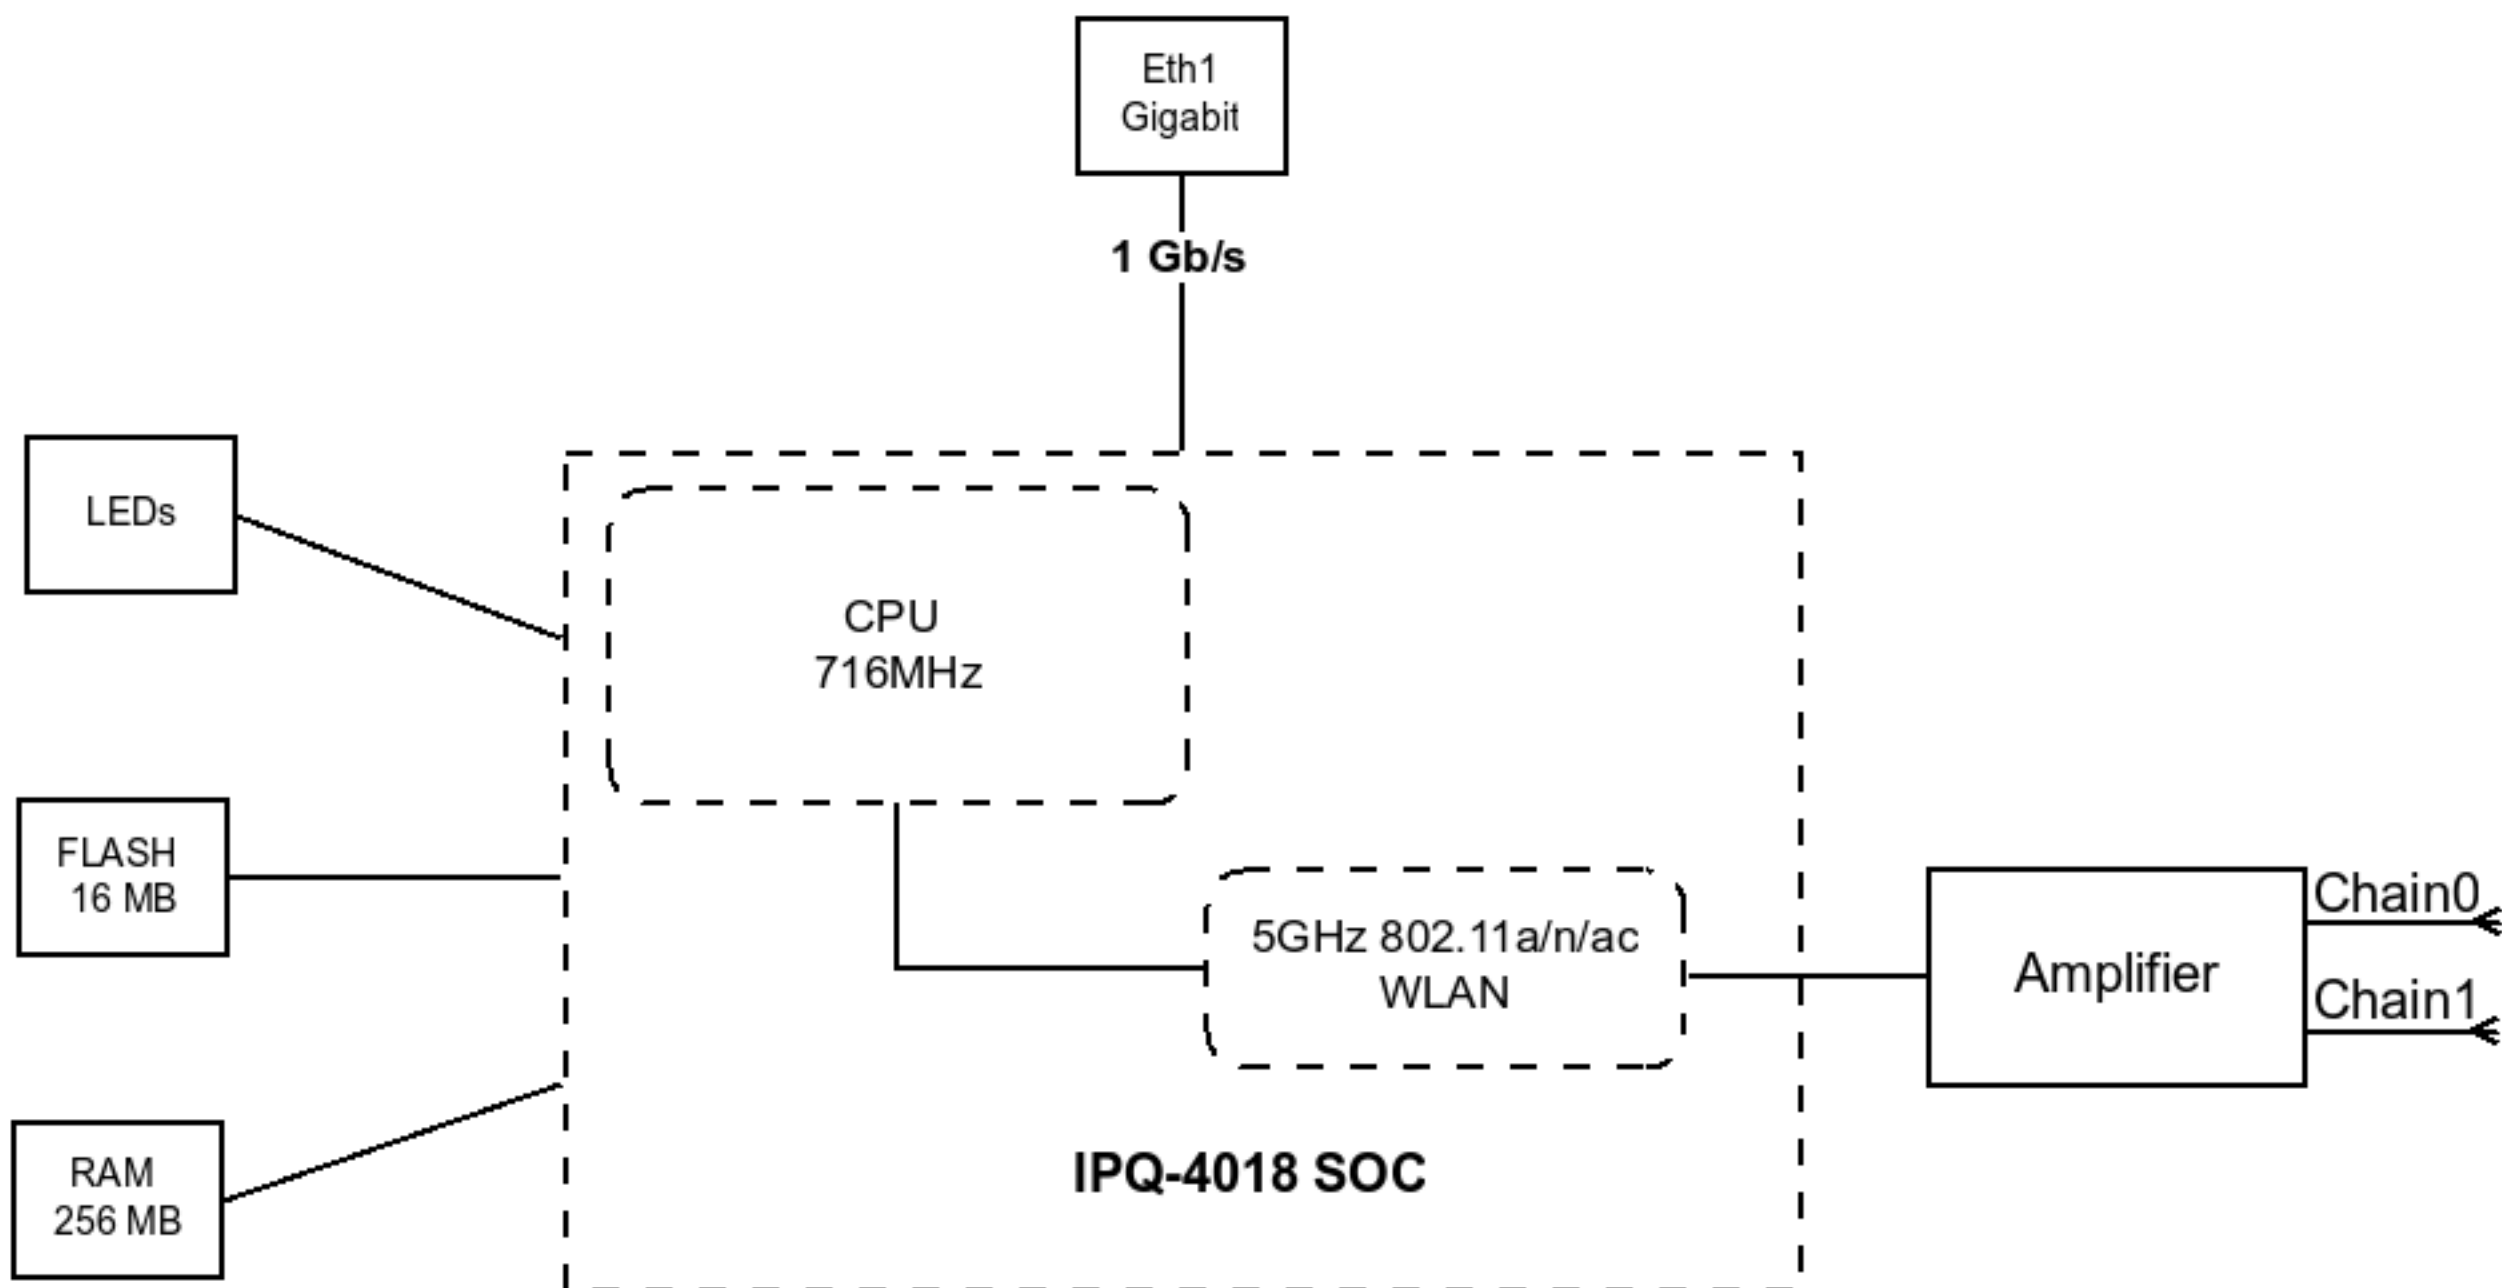 Eth1
Gigabit
1 Gb/s
LEDs
CPU
716MHz
FLASH
16 MB
5GHz 802.11a/n/ac
WLAN
Amplifier
Chain0
Chain1
RAM
256 MB
IPQ-4018 SOC